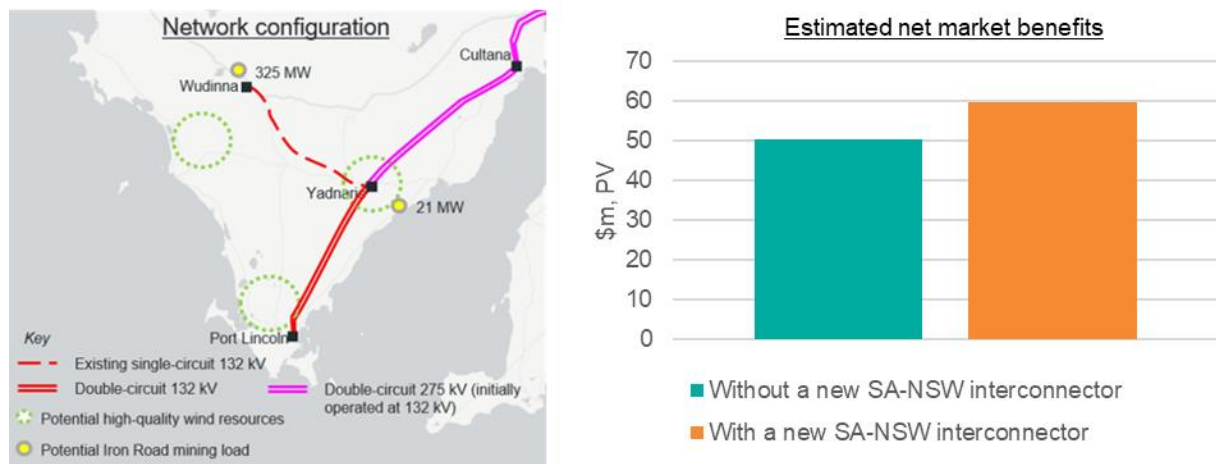 Network configuration
Cultana
325 MW
Wudinna
Yadnarie
21 MW
Port Lincoln
Key
Existing single-circuit 132 kV
Double-circuit 132 kV
Double-circuit 275 kV (initially
operated at 132 kV)
Potential high-quality wind resources
Potential Iron Road mining load
Estimated net market benefits
$m, PV
70
60
50
40
30
20
10
0
Without a new SA-NSW interconnector
With a new SA-NSW interconnector